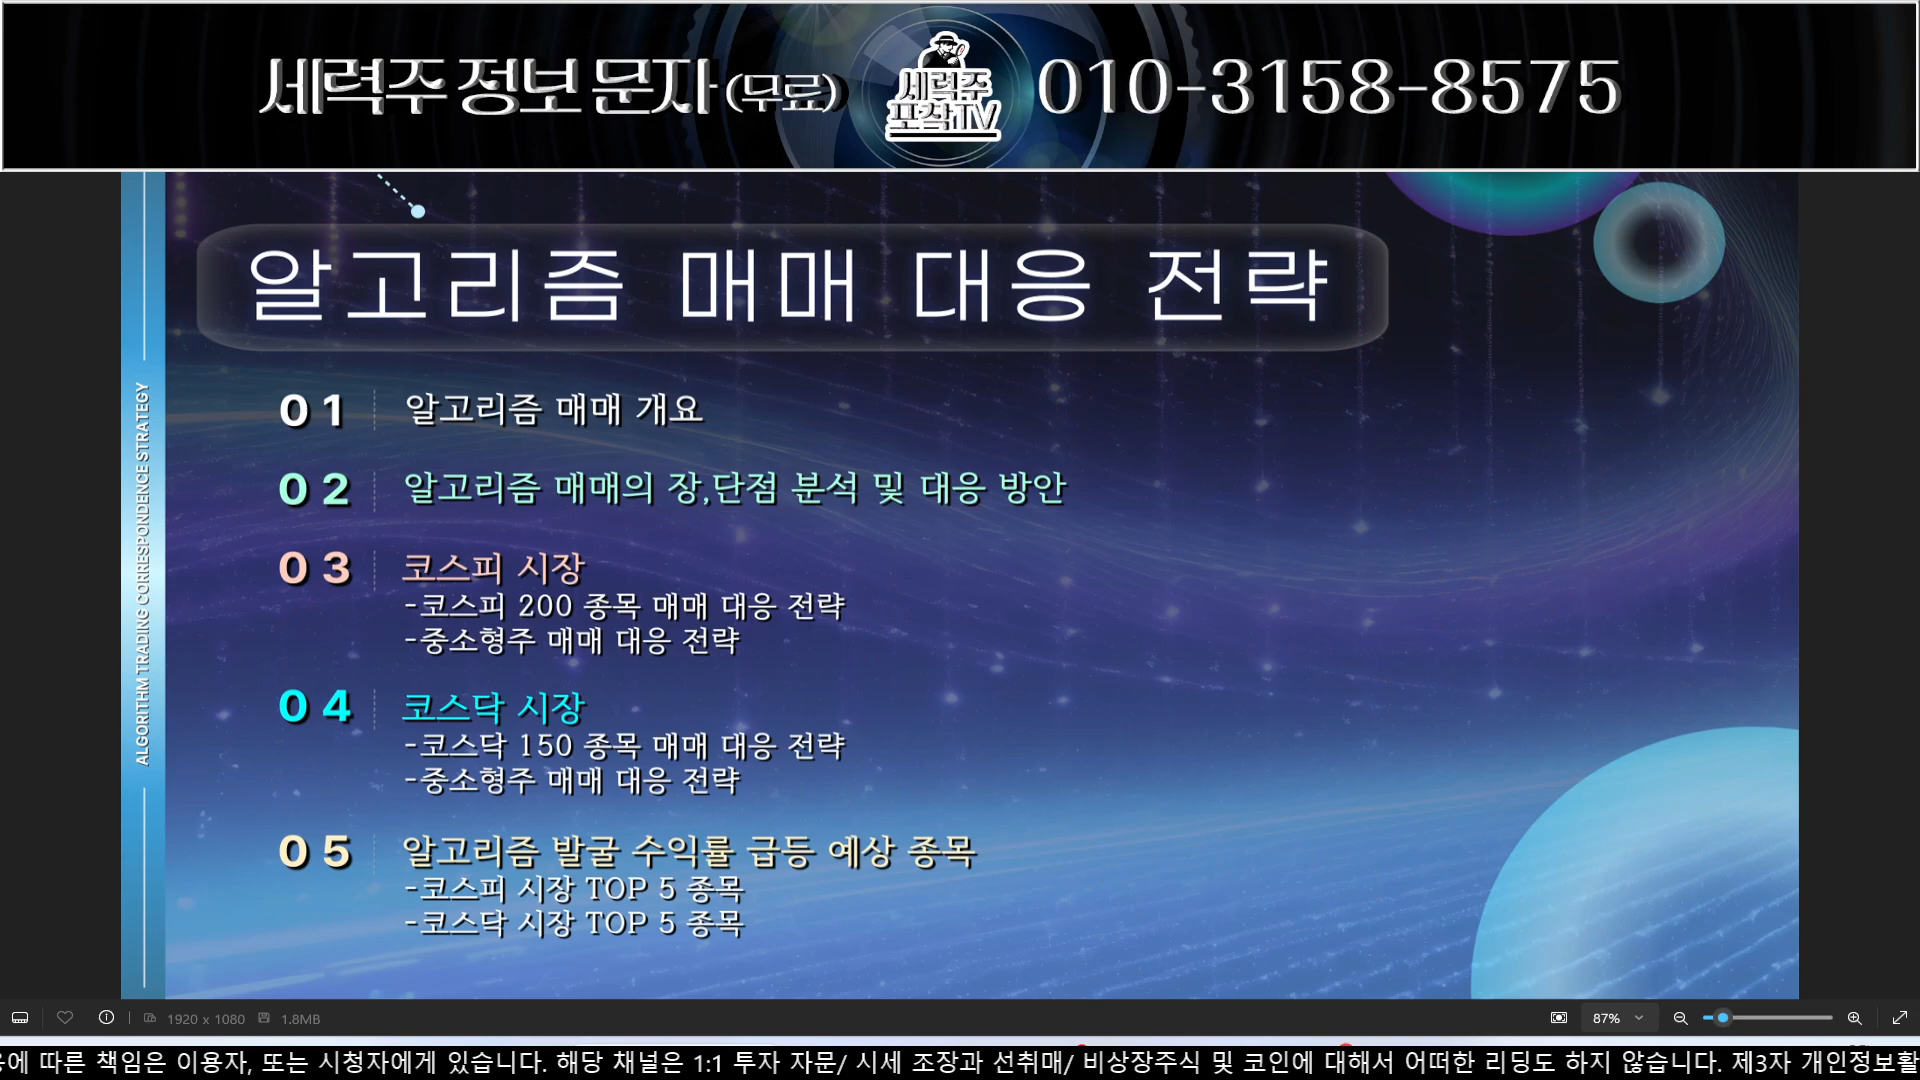 세력주 정보 문자 (무료)
세력주
포착TV
010-3158-8575
알고리즘 매매 대응 전략
ALGORITHM TRADING CORRESPONDENCE STRATEGY
01 알고리즘 매매 개요
02 알고리즘 매매의 장,단점 분석 및 대응 방안
03 코스피 시장
-코스피 200 종목 매매 대응 전략
-중소형주 매매 대응 전략
04 코스닥 시장
-코스닥 150 종목 매매 대응 전략
-중소형주 매매 대응 전략
05 알고리즘 발굴 수익률 급등 예상 종목
-코스피 시장 TOP 5 종목
-코스닥 시장 TOP 5 종목
1920 x 1080 1.8MB
87%
에 따른 책임은 이용자, 또는 시청자에게 있습니다. 해당 채널은 1:1 투자 자문/ 시세 조장과 선취매/ 비상장주식 및 코인에 대해서 어떠한 리딩도 하지 않습니다. 제3자 개인정보활